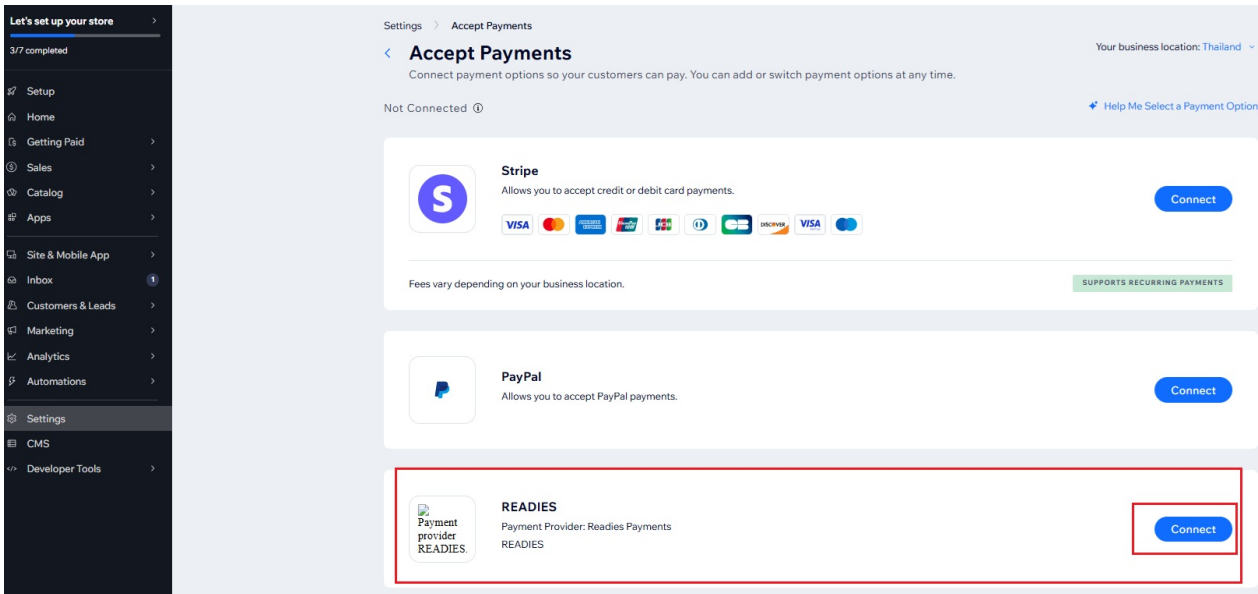 Let's set up your store
3/7 completed
Setup
Home
Getting Paid
Sales
Catalog
Apps
Site & Mobile App
Inbox 1
Customers & Leads
Marketing
Analytics
Automations
Settings
CMS
Developer Tools
Settings > Accept Payments
Accept Payments
Your business location: Thailand
Connect payment options so your customers can pay. You can add or switch payment options at any time.
Not Connected
Help Me Select a Payment Option
S
Stripe
Allows you to accept credit or debit card payments.
Connect
VISA DISCOVER VISA
Fees vary depending on your business location.
SUPPORTS RECURRING PAYMENTS
PayPal
Allows you to accept PayPal payments.
Connect
Payment
provider
READIES.
READIES
Payment Provider: Readies Payments
READIES
Connect